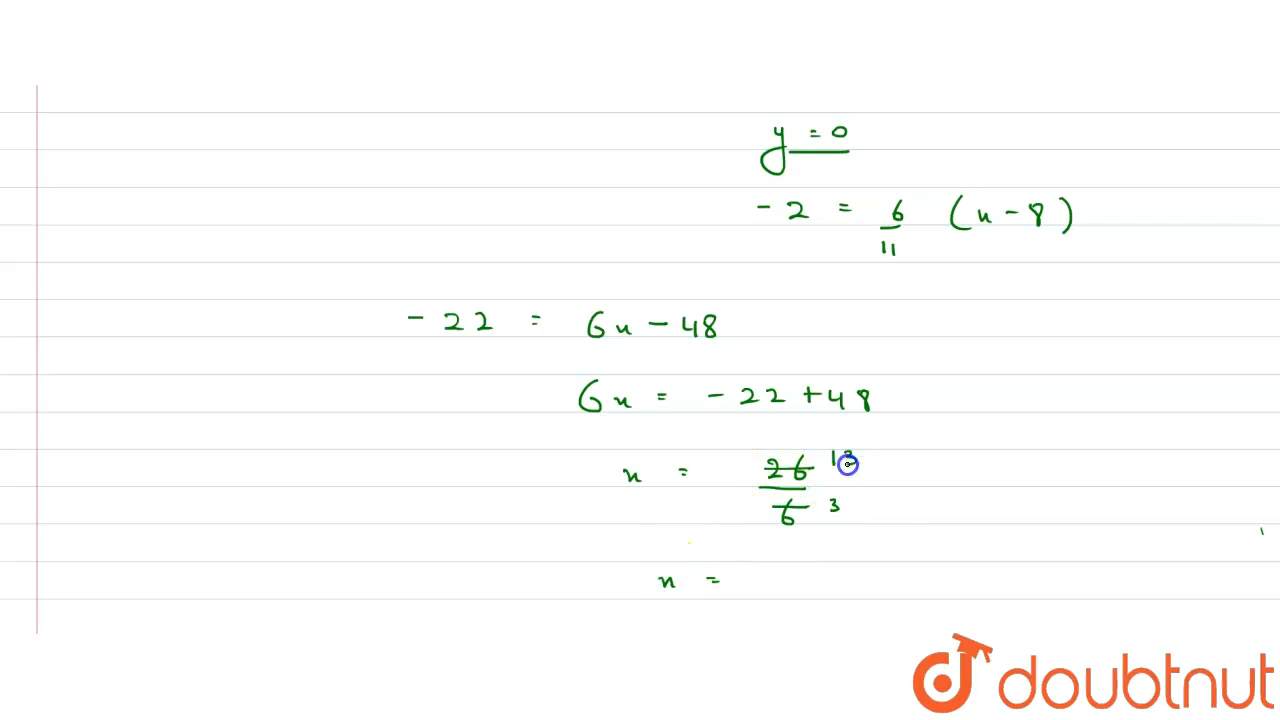 y = 0
- 2 = 6/11 (x - 8)
- 22 = 6x - 48
6x = - 22 + 48
x = 26/6 13/3
x =
doubtnut